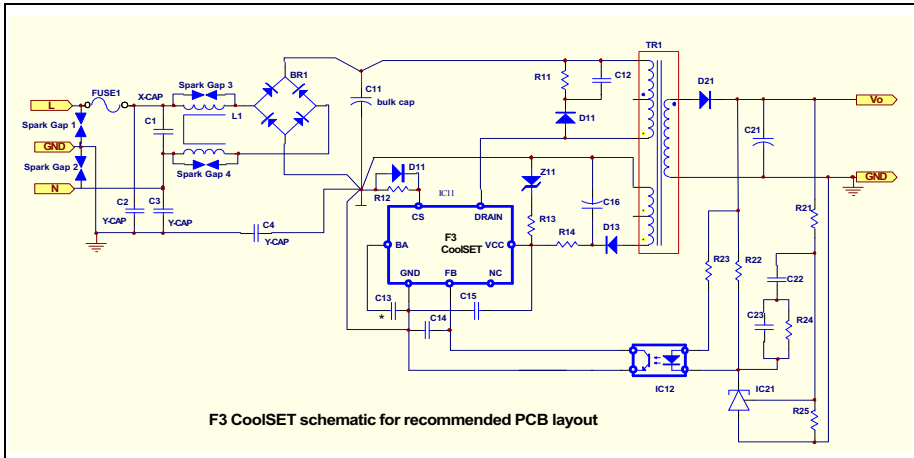 TR1
BR1
Spark Gap 3
R11
C12
FUSE1
X-CAP
D21
C11
bulk cap
L
L1
Vo
Spark Gap 1
C1
D11
C21
GND
Spark Gap 2
Spark Gap 4
D11
Z11
GND
N
R12
IC11
C16
CS
DRAIN
R21
C2
C3
Y-CAP
Y-CAP
C4
R13
Y-CAP
F3
CoolSET
BA
VCC
R14
D13
R23
R22
GND
FB
NC
C22
C13
*
C15
C14
C23
R24
IC12
IC21
R25
F3 CoolSET schematic for recommended PCB layout